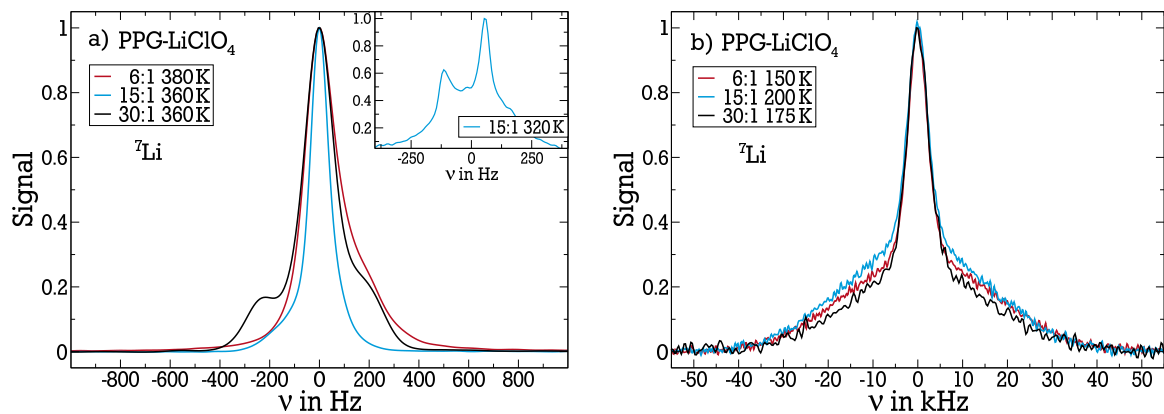 a) PPG-LiClO₄
6:1 380 K
15:1 360 K
30:1 360 K
⁷Li
Signal
1
0.8
0.6
0.4
0.2
0
-800 -600 -400 -200 0 200 400 600 800
ν in Hz
1.0
0.8
0.6
0.4
0.2
15:1 320 K
-250 0 250
ν in Hz
b) PPG-LiClO₄
6:1 150 K
15:1 200 K
30:1 175 K
⁷Li
Signal
1
0.8
0.6
0.4
0.2
0
-50 -40 -30 -20 -10 0 10 20 30 40 50
ν in kHz